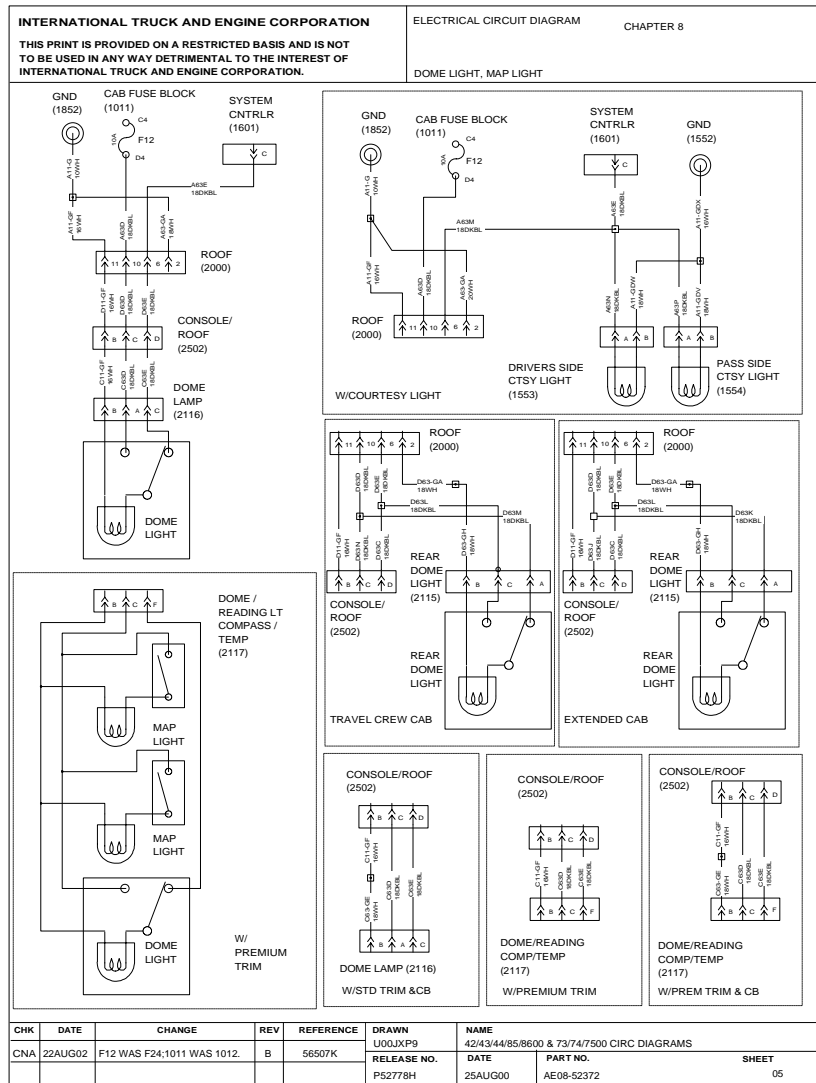 INTERNATIONAL TRUCK AND ENGINE CORPORATION
THIS PRINT IS PROVIDED ON A RESTRICTED BASIS AND IS NOT
TO BE USED IN ANY WAY DETRIMENTAL TO THE INTEREST OF
INTERNATIONAL TRUCK AND ENGINE CORPORATION.
ELECTRICAL CIRCUIT DIAGRAM
CHAPTER 8
DOME LIGHT, MAP LIGHT
GND
(1852)
CAB FUSE BLOCK
(1011)
SYSTEM
CNTRLR
(1601)
C4
10A
F12
D4
C
A11-G
10WH
A63E
18DKBL
A11-GF
16WH
A63D
18DKBL
A63-GA
18WH
11 10 6 2
ROOF
(2000)
D11-GF
16WH
D63D
18DKBL
D63E
18DKBL
B C D
CONSOLE/
ROOF
(2502)
C11-GF
16WH
C63D
18DKBL
C63E
18DKBL
B A C
DOME
LAMP
(2116)
DOME
LIGHT
GND
(1852)
CAB FUSE BLOCK
(1011)
SYSTEM
CNTRLR
(1601)
GND
(1552)
C4
10A
F12
D4
C
A11-G
10WH
A63E
18DKBL
A11-GDX
16WH
A63M
18DKBL
A11-GF
16WH
A63D
18DKBL
A63-GA
20WH
11 10 6 2
ROOF
(2000)
A63N
18DKBL
A11-GDW
18WH
A63P
18DKBL
A11-GDV
18WH
A B
A B
DRIVERS SIDE
CTSY LIGHT
(1553)
PASS SIDE
CTSY LIGHT
(1554)
W/COURTESY LIGHT
11 10 6 2
ROOF
(2000)
D63D
18DKBL
D63E
18DKBL
D63-GA
18WH
D63L
18DKBL
D63M
18DKBL
D11-GF
16WH
D63N
18DKBL
D63C
18DKBL
D63-GH
18WH
B C D
CONSOLE/
ROOF
(2502)
REAR
DOME
LIGHT
(2115)
B C A
REAR
DOME
LIGHT
TRAVEL CREW CAB
11 10 6 2
ROOF
(2000)
D63D
18DKBL
D63E
18DKBL
D63-GA
18WH
D63L
18DKBL
D63K
18DKBL
D11-GF
16WH
D63J
18DKBL
D63C
18DKBL
D63-GH
18WH
B C D
CONSOLE/
ROOF
(2502)
REAR
DOME
LIGHT
(2115)
B C A
REAR
DOME
LIGHT
EXTENDED CAB
B C F
DOME /
READING LT
COMPASS /
TEMP
(2117)
MAP
LIGHT
MAP
LIGHT
DOME
LIGHT
W/
PREMIUM
TRIM
CONSOLE/ROOF
(2502)
B C D
C11-GF
16WH
C63-GE
18WH
C63D
18DKBL
C63E
18DKBL
B A C
DOME LAMP (2116)
W/STD TRIM &CB
CONSOLE/ROOF
(2502)
B C D
C11-GF
16WH
C63D
18DKBL
C63E
18DKBL
B C F
DOME/READING
COMP/TEMP
(2117)
W/PREMIUM TRIM
CONSOLE/ROOF
(2502)
B C D
C11-GF
16WH
C63-GE
18WH
C63D
18DKBL
C63E
18DKBL
B C F
DOME/READING
COMP/TEMP
(2117)
W/PREM TRIM & CB
CHK DATE CHANGE REV REFERENCE
CNA 22AUG02 F12 WAS F24;1011 WAS 1012. B 56507K
DRAWN
U00JXP9
NAME
42/43/44/85/8600 & 73/74/7500 CIRC DIAGRAMS
RELEASE NO.
P52778H
DATE
25AUG00
PART NO.
AE08-52372
SHEET
05